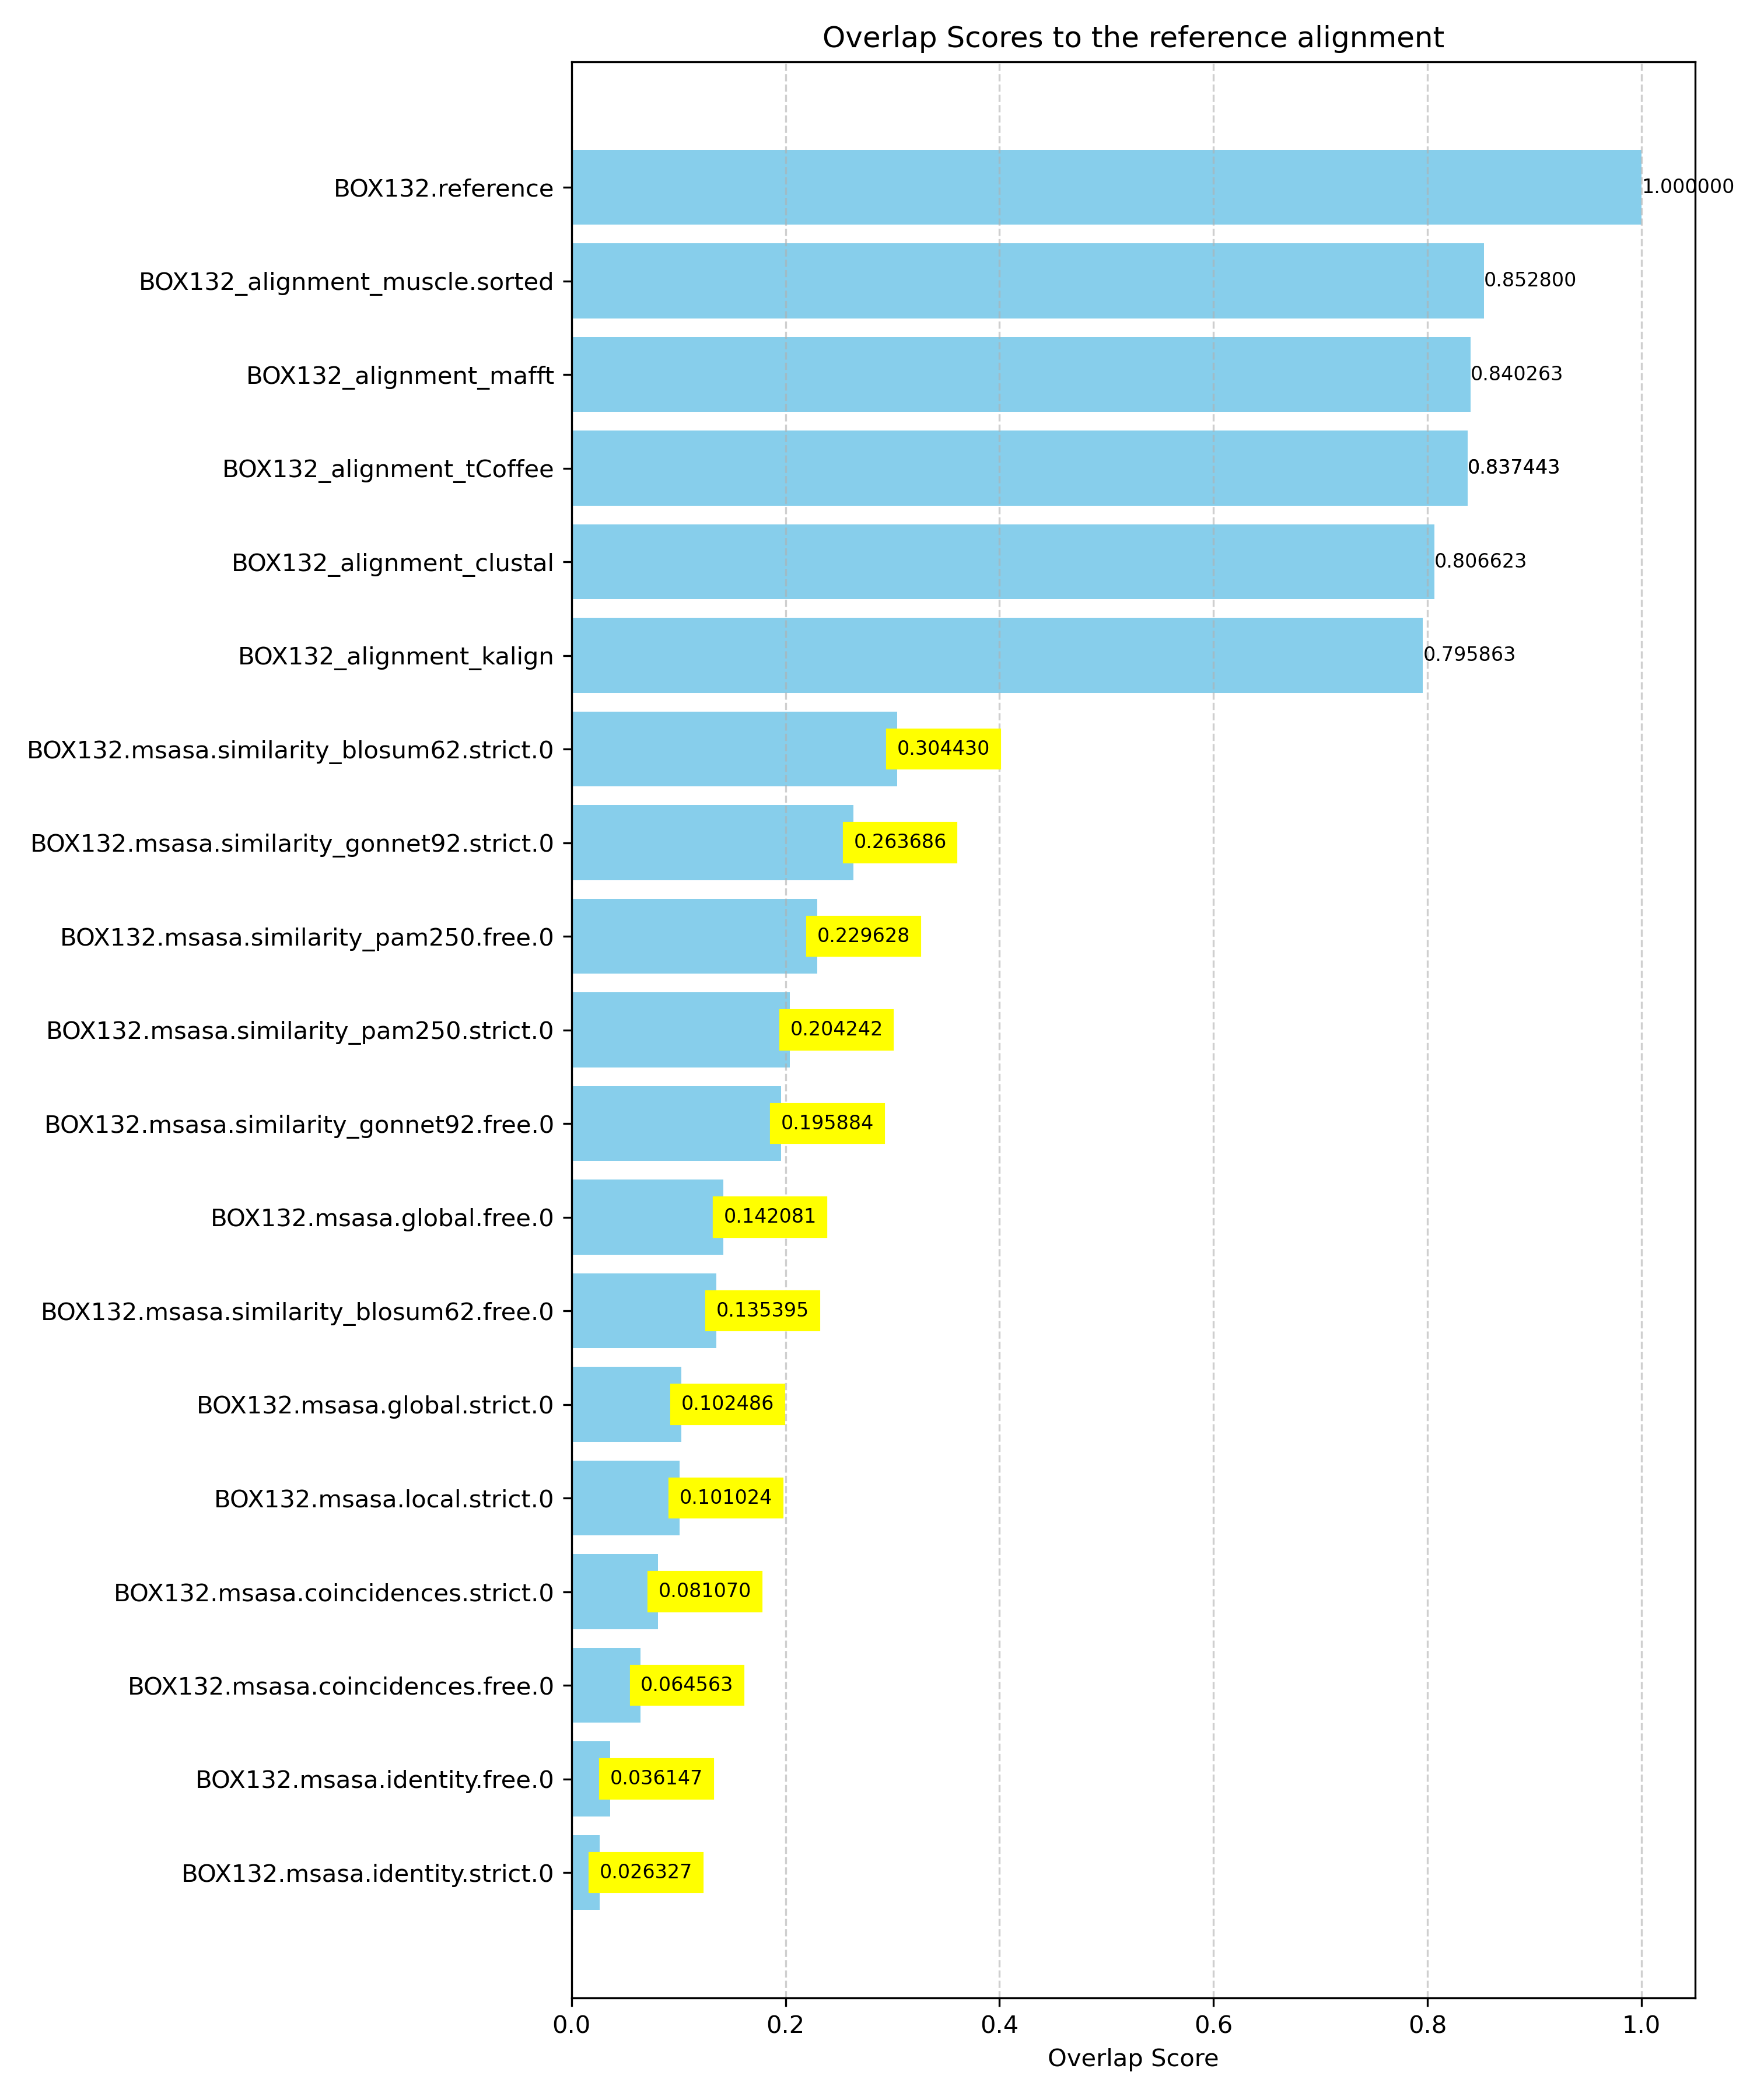 Overlap Scores to the reference alignment
BOX132.reference 1.000000
BOX132_alignment_muscle.sorted 0.852800
BOX132_alignment_mafft 0.840263
BOX132_alignment_tCoffee 0.837443
BOX132_alignment_clustal 0.806623
BOX132_alignment_kalign 0.795863
BOX132.msasa.similarity_blosum62.strict.0 0.304430
BOX132.msasa.similarity_gonnet92.strict.0 0.263686
BOX132.msasa.similarity_pam250.free.0 0.229628
BOX132.msasa.similarity_pam250.strict.0 0.204242
BOX132.msasa.similarity_gonnet92.free.0 0.195884
BOX132.msasa.global.free.0 0.142081
BOX132.msasa.similarity_blosum62.free.0 0.135395
BOX132.msasa.global.strict.0 0.102486
BOX132.msasa.local.strict.0 0.101024
BOX132.msasa.coincidences.strict.0 0.081070
BOX132.msasa.coincidences.free.0 0.064563
BOX132.msasa.identity.free.0 0.036147
BOX132.msasa.identity.strict.0 0.026327
0.0 0.2 0.4 0.6 0.8 1.0
Overlap Score